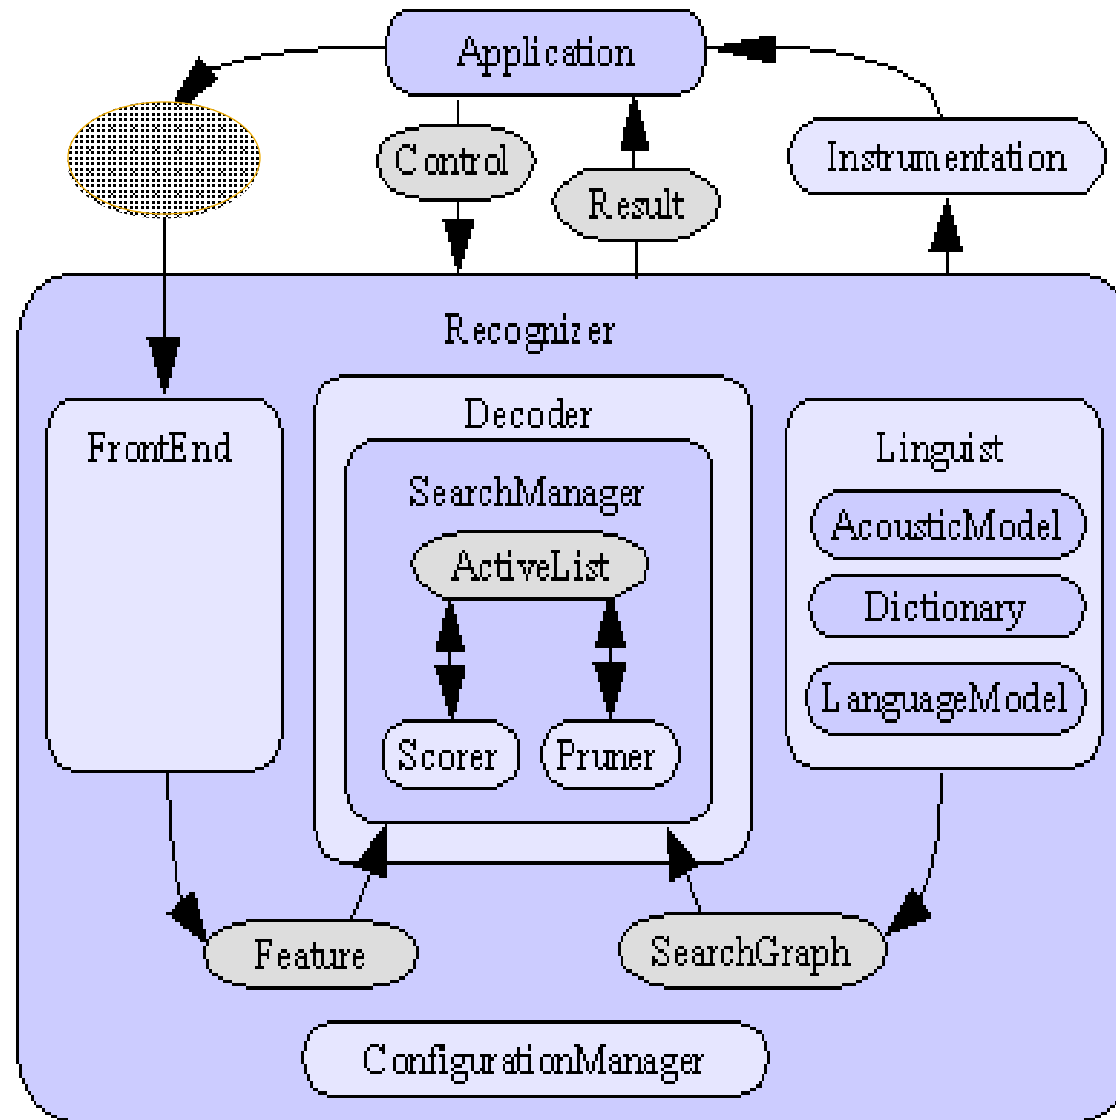 Application
Control
Result
Instrumentation
Recognizer
FrontEnd
Decoder
SearchManager
ActiveList
Scorer
Pruner
Linguist
AcousticModel
Dictionary
LanguageModel
Feature
SearchGraph
ConfigurationManager